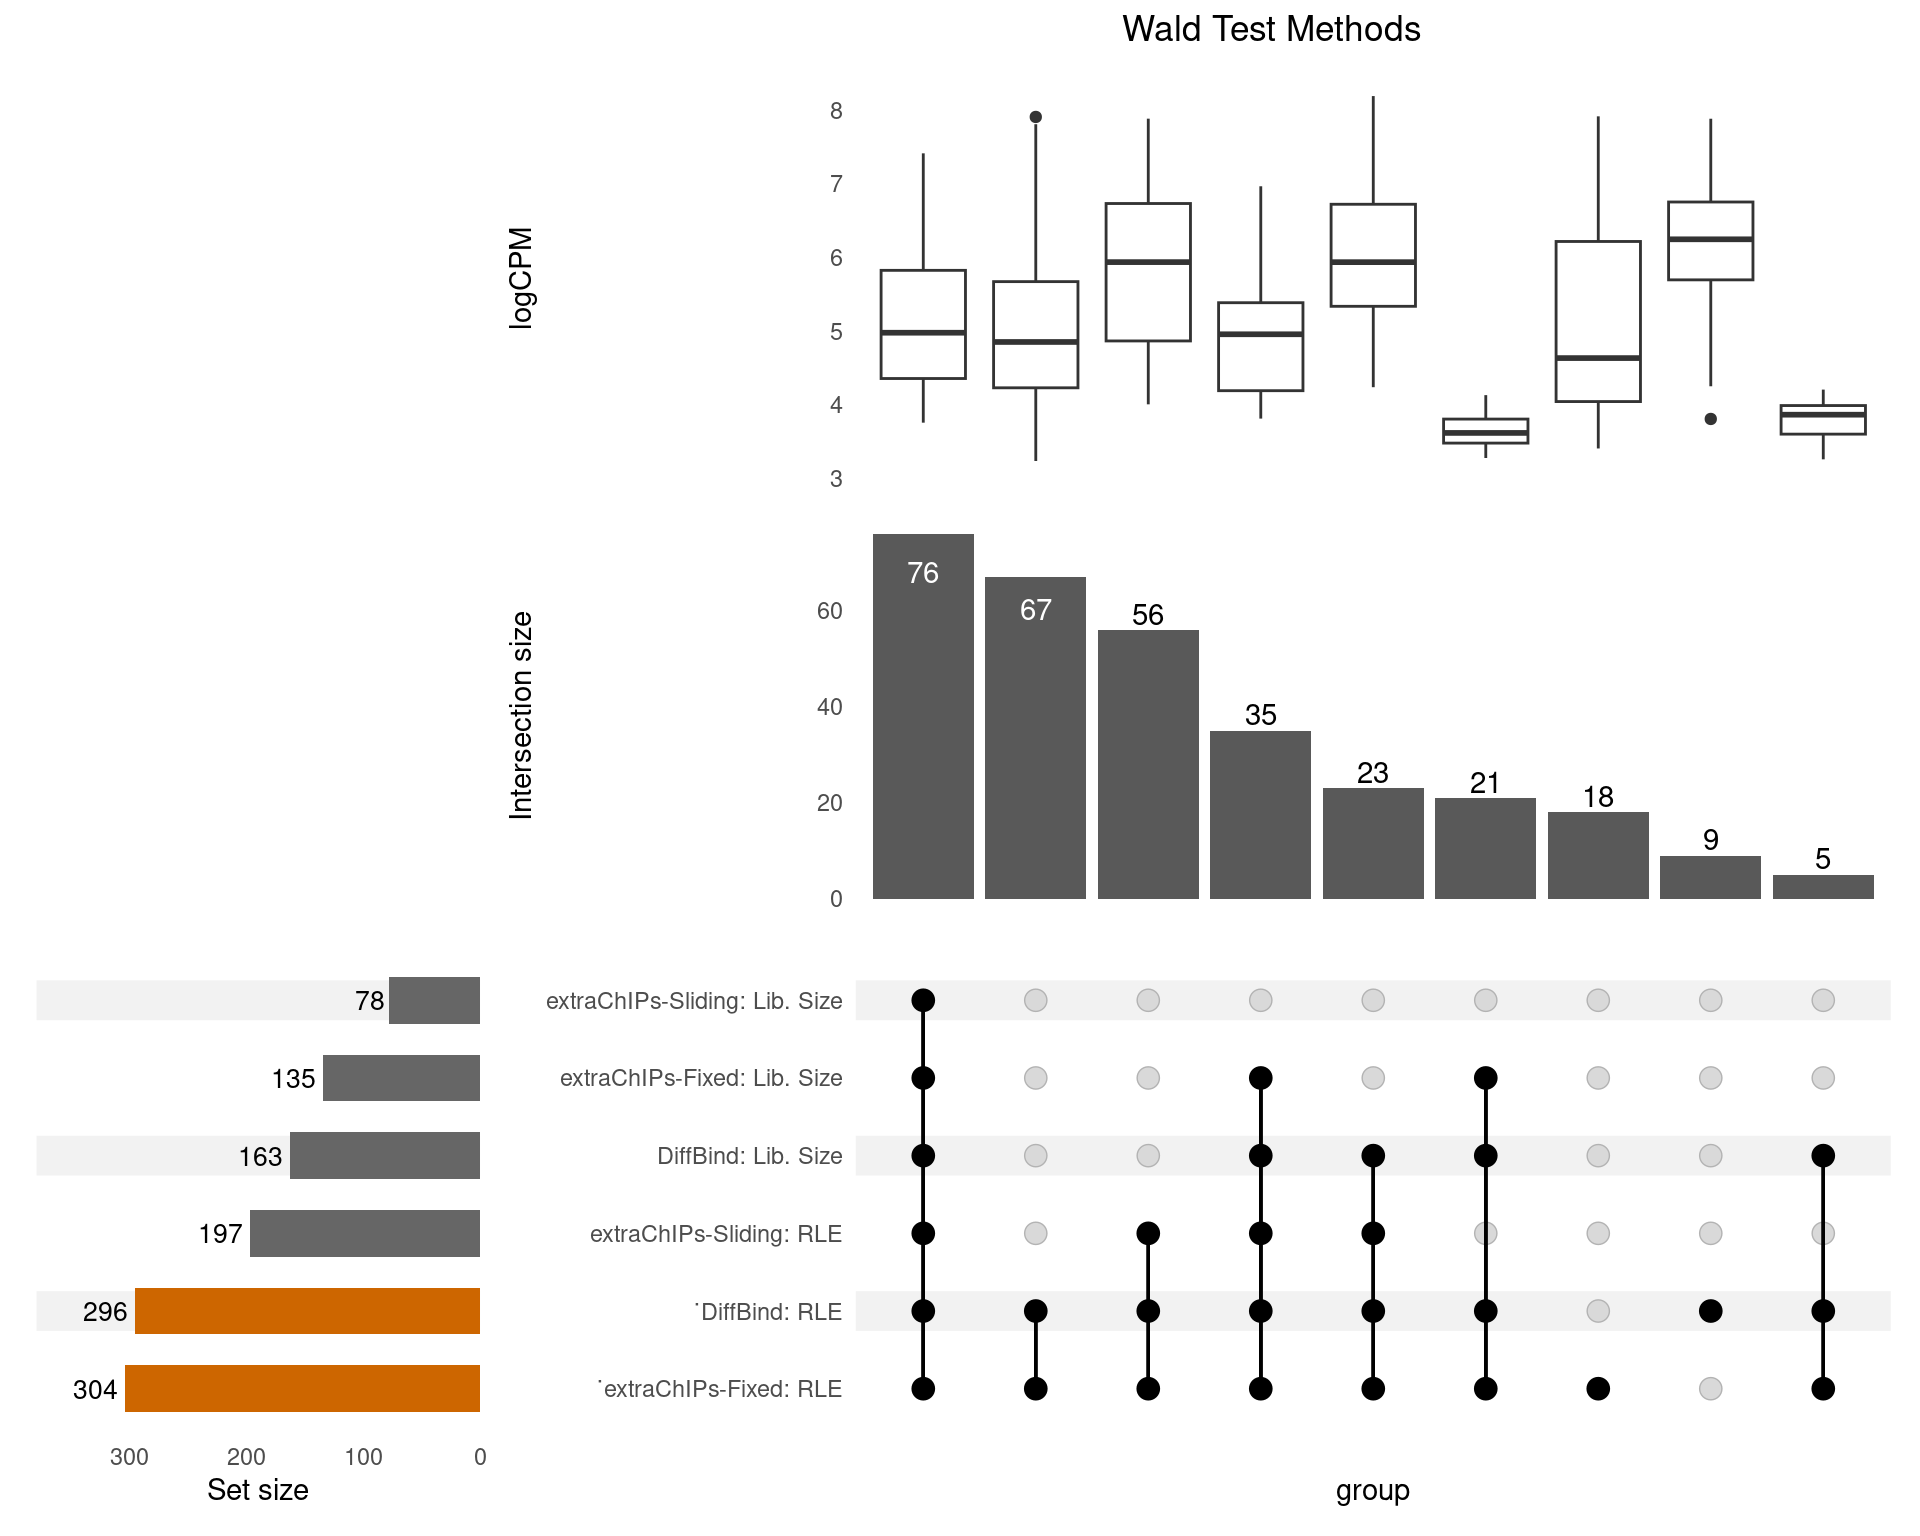 Wald Test Methods
logCPM
8
7
6
5
4
3
Intersection size
60
40
20
0
76
67
56
35
23
21
18
9
5
78
135
163
197
296
304
extraChIPs-Sliding: Lib. Size
extraChIPs-Fixed: Lib. Size
DiffBind: Lib. Size
extraChIPs-Sliding: RLE
˙DiffBind: RLE
˙extraChIPs-Fixed: RLE
300 200 100 0
Set size
group